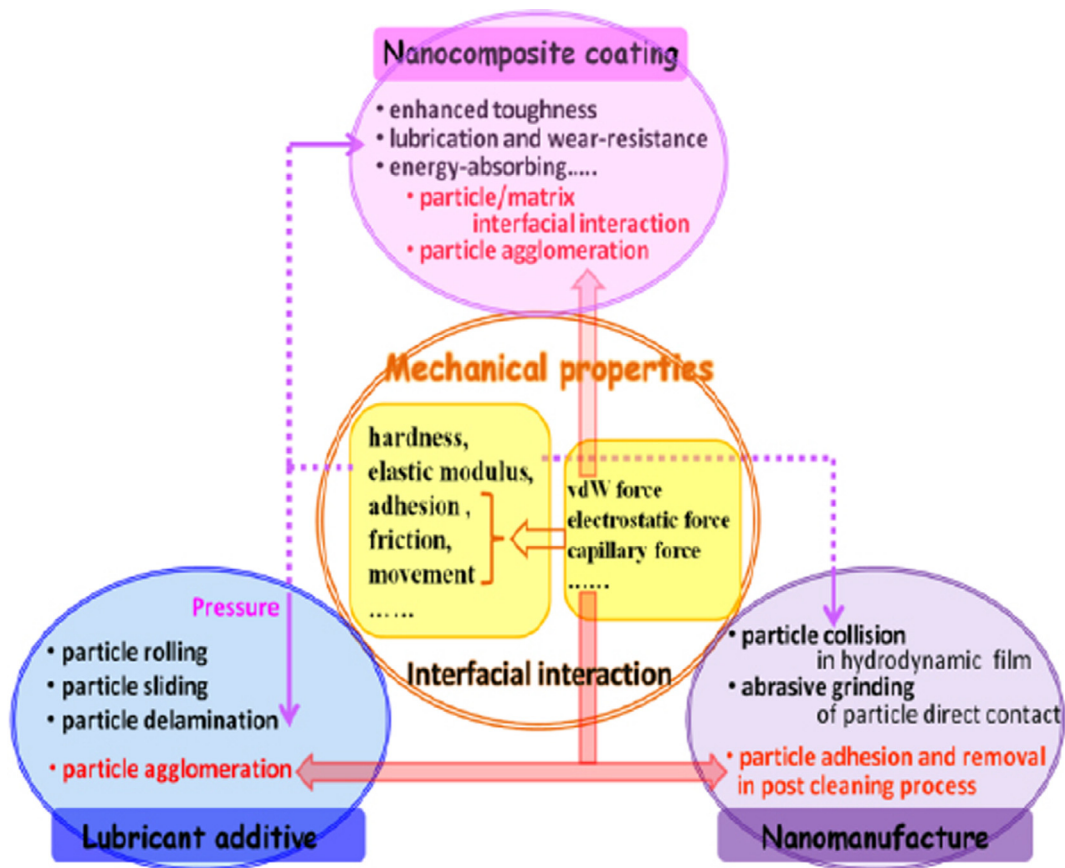 Nanocomposite coating
• enhanced toughness
• lubrication and wear-resistance
• energy-absorbing.....
• particle/matrix
interfacial interaction
• particle agglomeration
Mechanical properties
hardness,
elastic modulus,
adhesion ,
friction,
movement
......
vdW force
electrostatic force
capillary force
......
Interfacial interaction
Pressure
• particle rolling
• particle sliding
• particle delamination
• particle agglomeration
Lubricant additive
• particle collision
in hydrodynamic film
• abrasive grinding
of particle direct contact
• particle adhesion and removal
in post cleaning process
Nanomanufacture